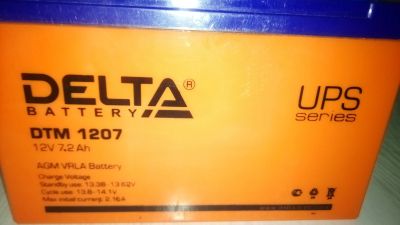 DELTA®
BATTERY
UPS
series
DTM 1207
12V 7.2Ah
AGM VRLA Battery
Charge Voltage
Standby use: 13.38 - 13.62V
Cycle use: 13.8 - 14.1V
Max initial current: 2.16A